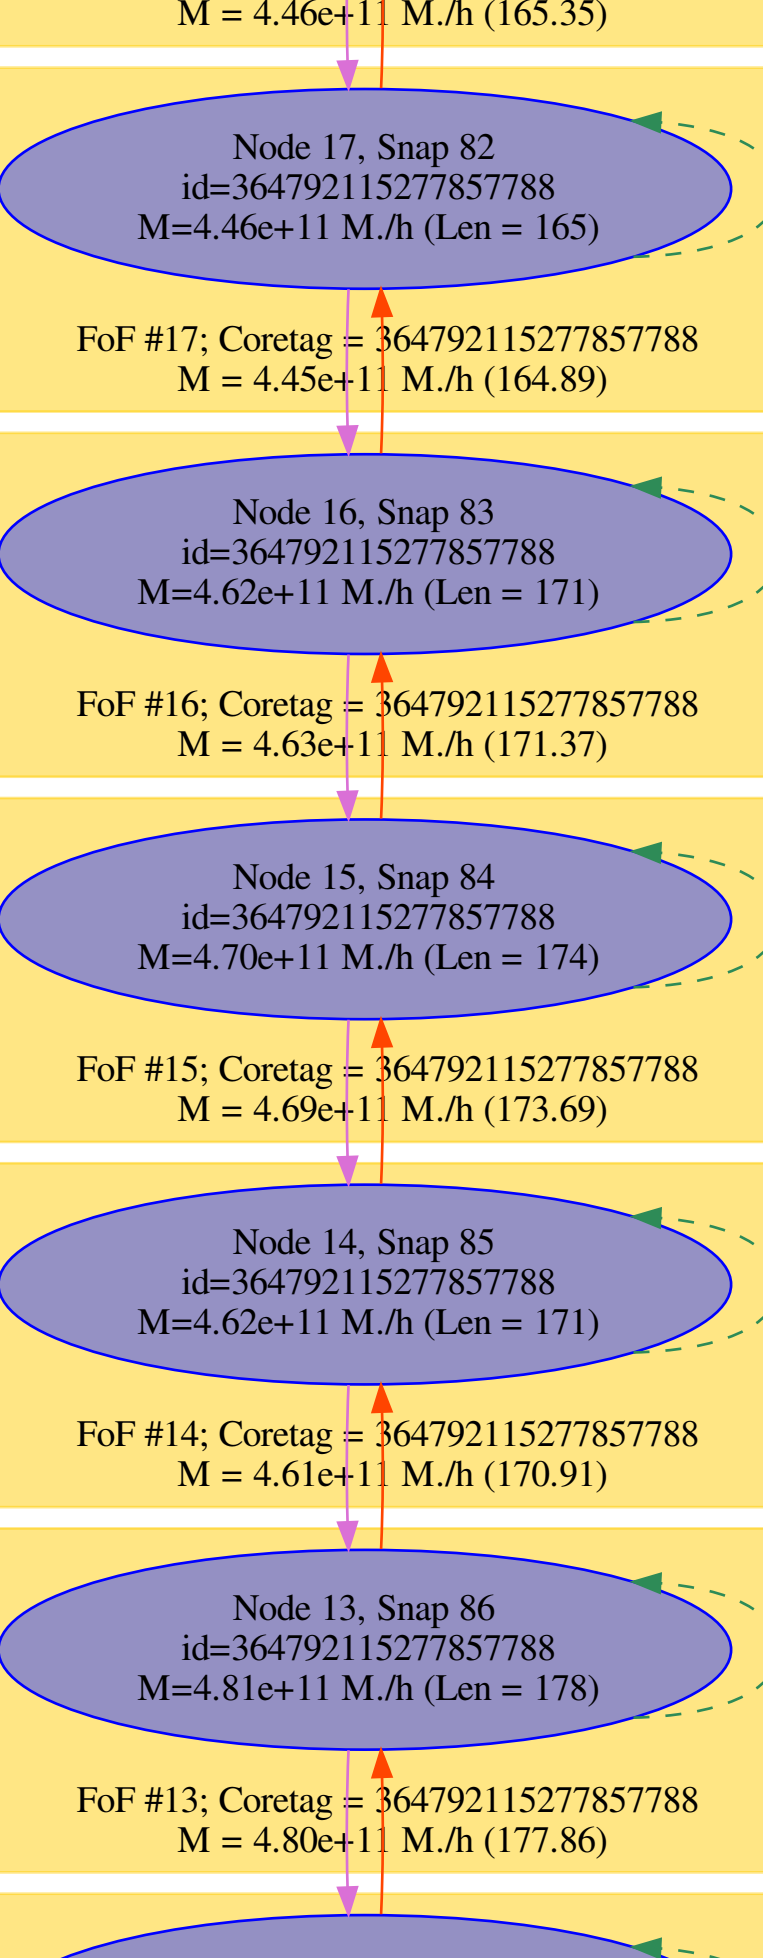 M = 4.46e+11 M./h (165.35)
Node 17, Snap 82
id=364792115277857788
M=4.46e+11 M./h (Len = 165)
FoF #17; Coretag = 364792115277857788
M = 4.45e+11 M./h (164.89)
Node 16, Snap 83
id=364792115277857788
M=4.62e+11 M./h (Len = 171)
FoF #16; Coretag = 364792115277857788
M = 4.63e+11 M./h (171.37)
Node 15, Snap 84
id=364792115277857788
M=4.70e+11 M./h (Len = 174)
FoF #15; Coretag = 364792115277857788
M = 4.69e+11 M./h (173.69)
Node 14, Snap 85
id=364792115277857788
M=4.62e+11 M./h (Len = 171)
FoF #14; Coretag = 364792115277857788
M = 4.61e+11 M./h (170.91)
Node 13, Snap 86
id=364792115277857788
M=4.81e+11 M./h (Len = 178)
FoF #13; Coretag = 364792115277857788
M = 4.80e+11 M./h (177.86)